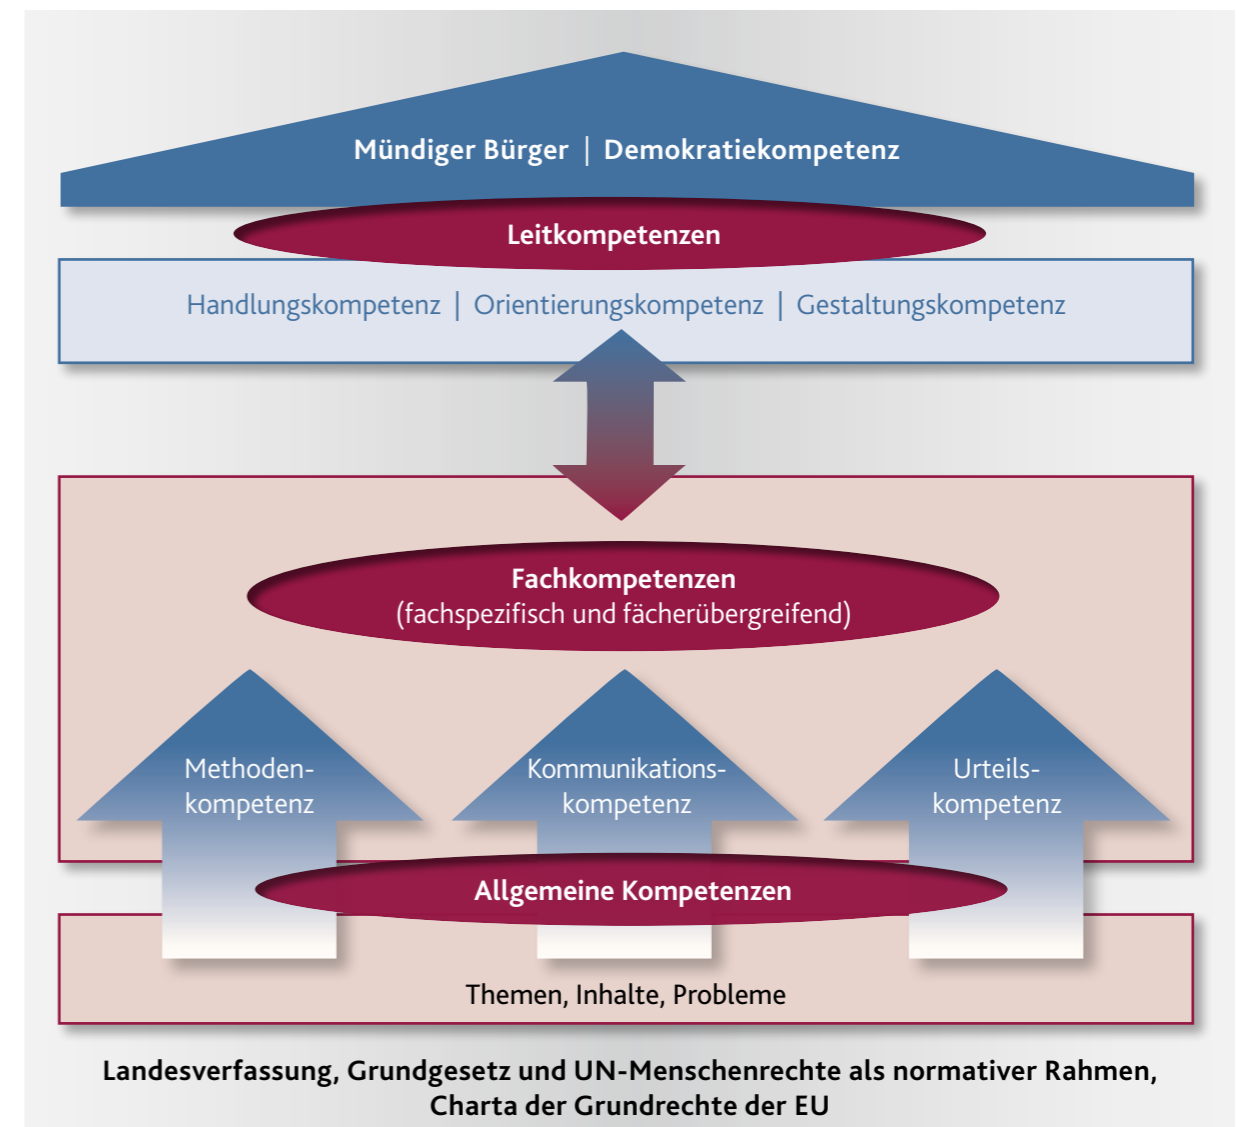 Mündiger Bürger | Demokratiekompetenz
Leitkompetenzen
Handlungskompetenz | Orientierungskompetenz | Gestaltungskompetenz
Fachkompetenzen
(fachspezifisch und fächerübergreifend)
Methoden-
kompetenz
Kommunikations-
kompetenz
Urteils-
kompetenz
Allgemeine Kompetenzen
Themen, Inhalte, Probleme
Landesverfassung, Grundgesetz und UN-Menschenrechte als normativer Rahmen,
Charta der Grundrechte der EU